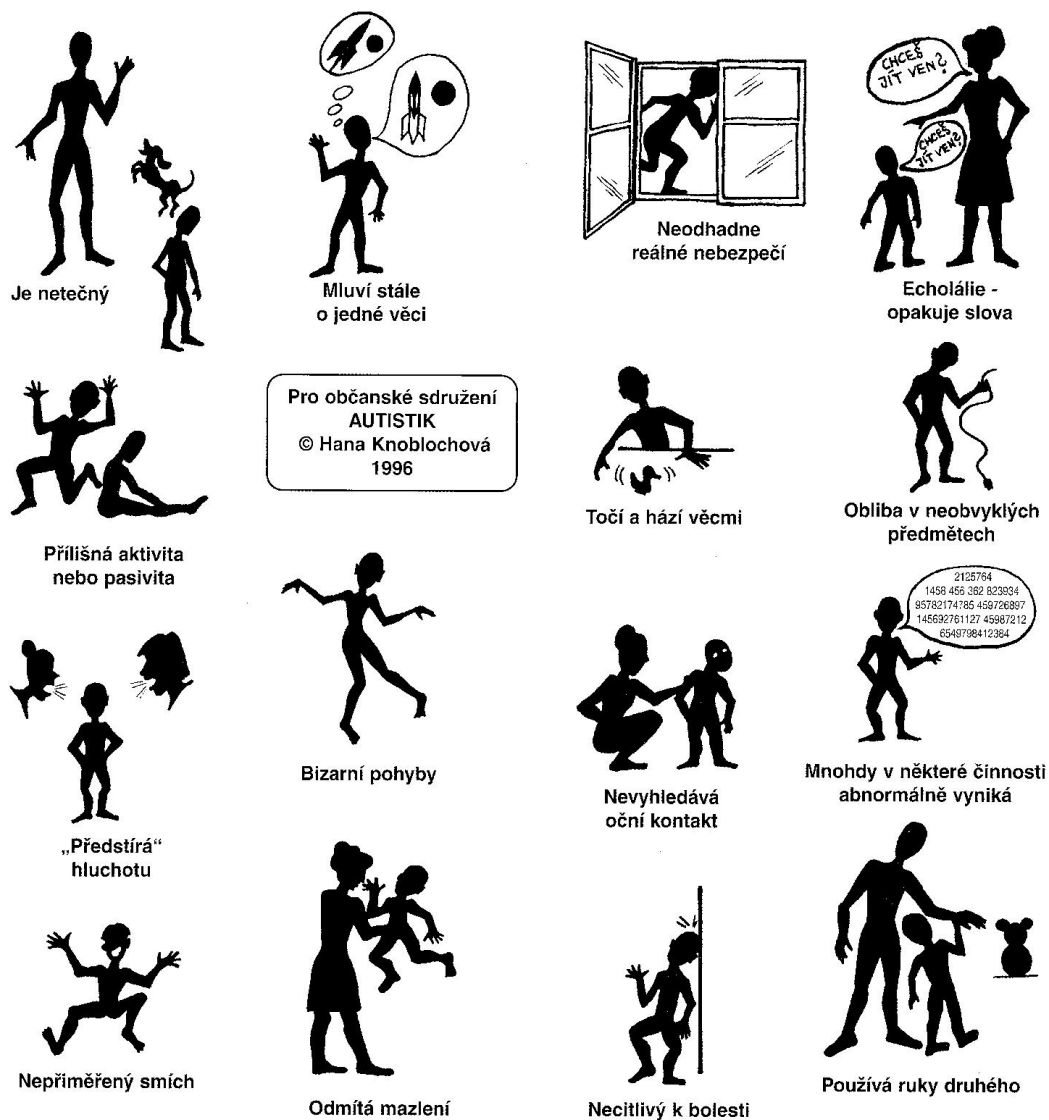 CHCEŠ
JÍT VEN?
CHCEŠ
JÍT VEN?
Je netečný
Mluví stále
o jedné věci
Neodhadne
reálné nebezpečí
Echolálie -
opakuje slova
Pro občanské sdružení
AUTISTIK
© Hana Knoblochová
1996
Přílišná aktivita
nebo pasivita
Točí a hází věcmi
Obliba v neobvyklých
předmětech
2125764
1458 456 362 823934
95782174785 459726897
145692761127 45987212
6549798412384
„Předstírá“
hluchotu
Bizarní pohyby
Nevyhledává
oční kontakt
Mnohdy v některé činnosti
abnormálně vyniká
Nepřiměřený smích
Odmítá mazlení
Necitlivý k bolesti
Používá ruky druhého